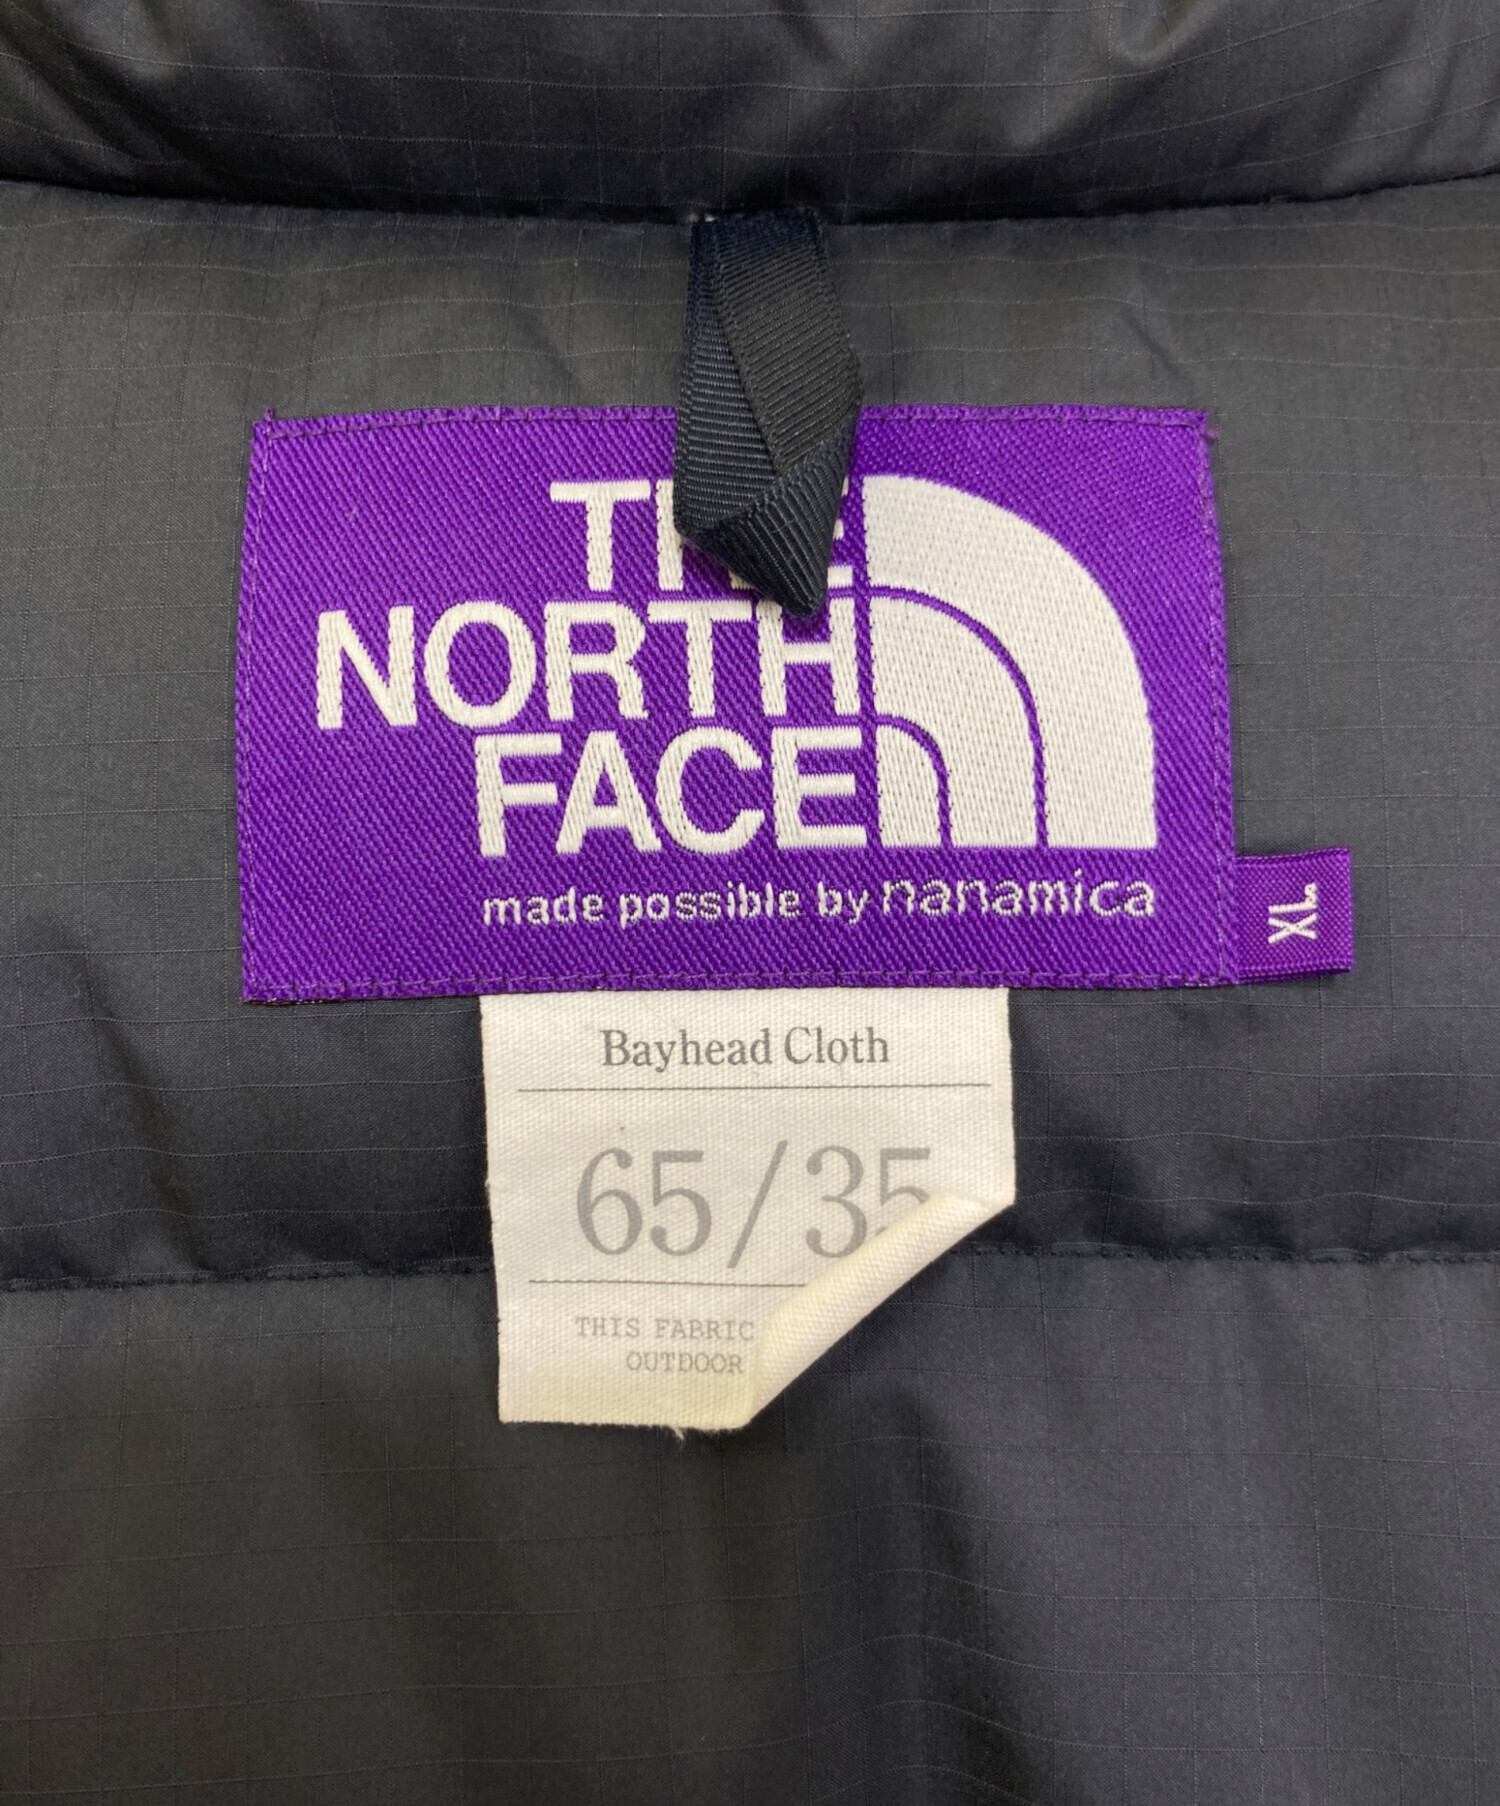 THE
NORTH
FACE
made possible by nanamica
XL
Bayhead Cloth
65/35
THIS FABRIC
OUTDOOR